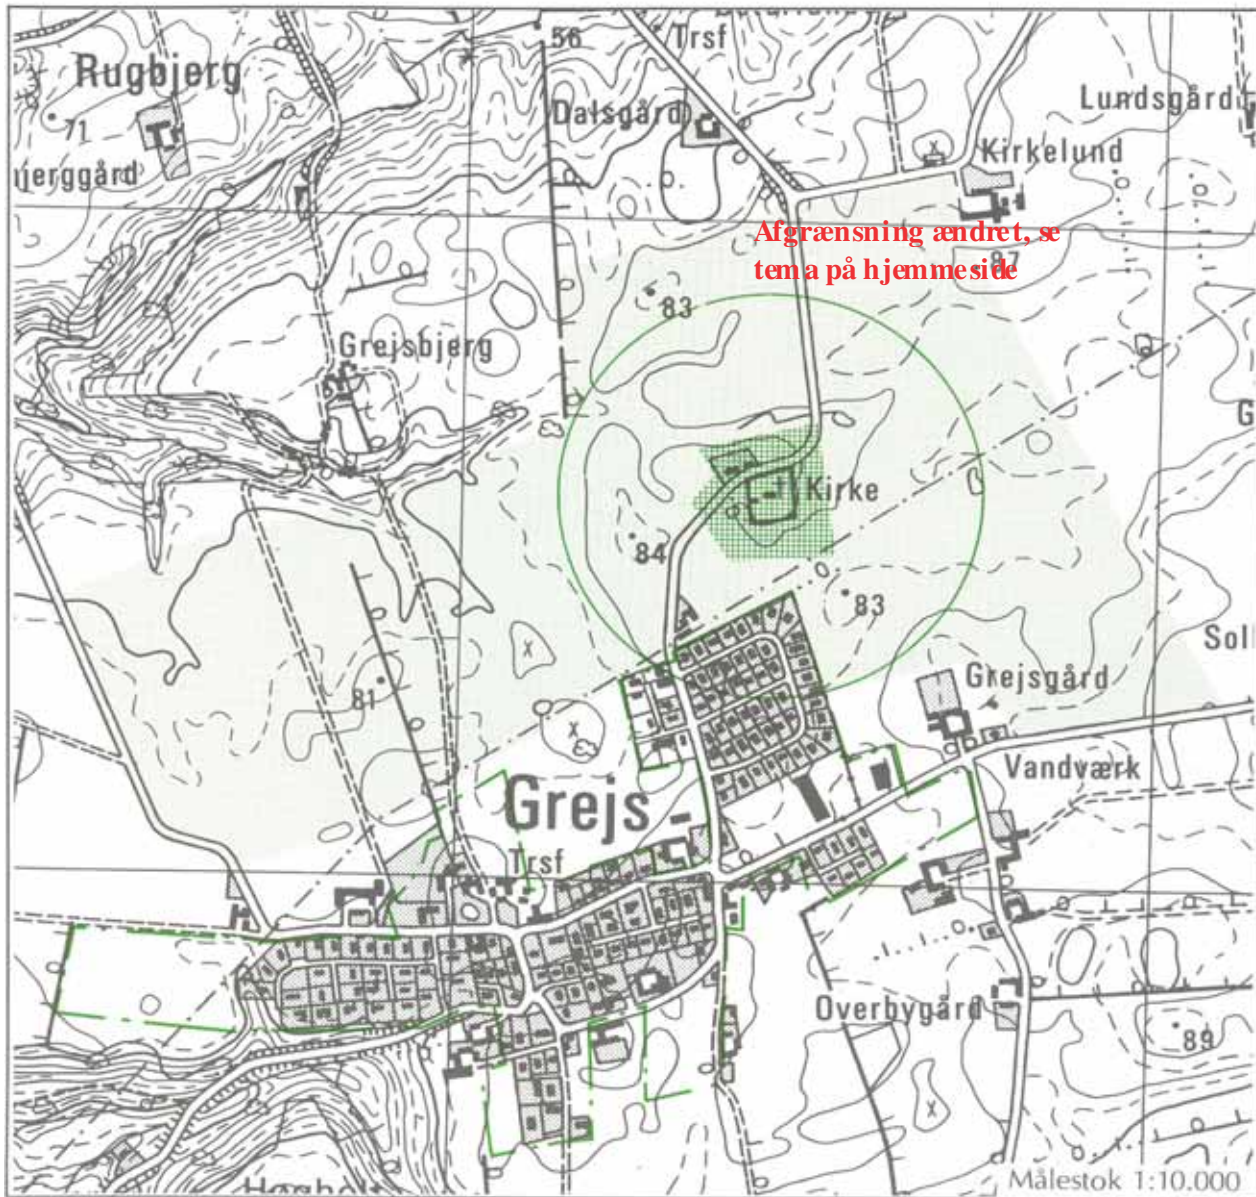 56
Trsf
Rugbjerg
71
Dalsgård
Lundsgård
jerggård
Kirkelund
Afgrænsning ændret, se
tema på hjemmeside
87
83
Grejsbjerg
Kirke
84
83
81
Grejsgård
Vandværk
Grejs
Trsf
Overbygård
89
Målestok 1:10.000